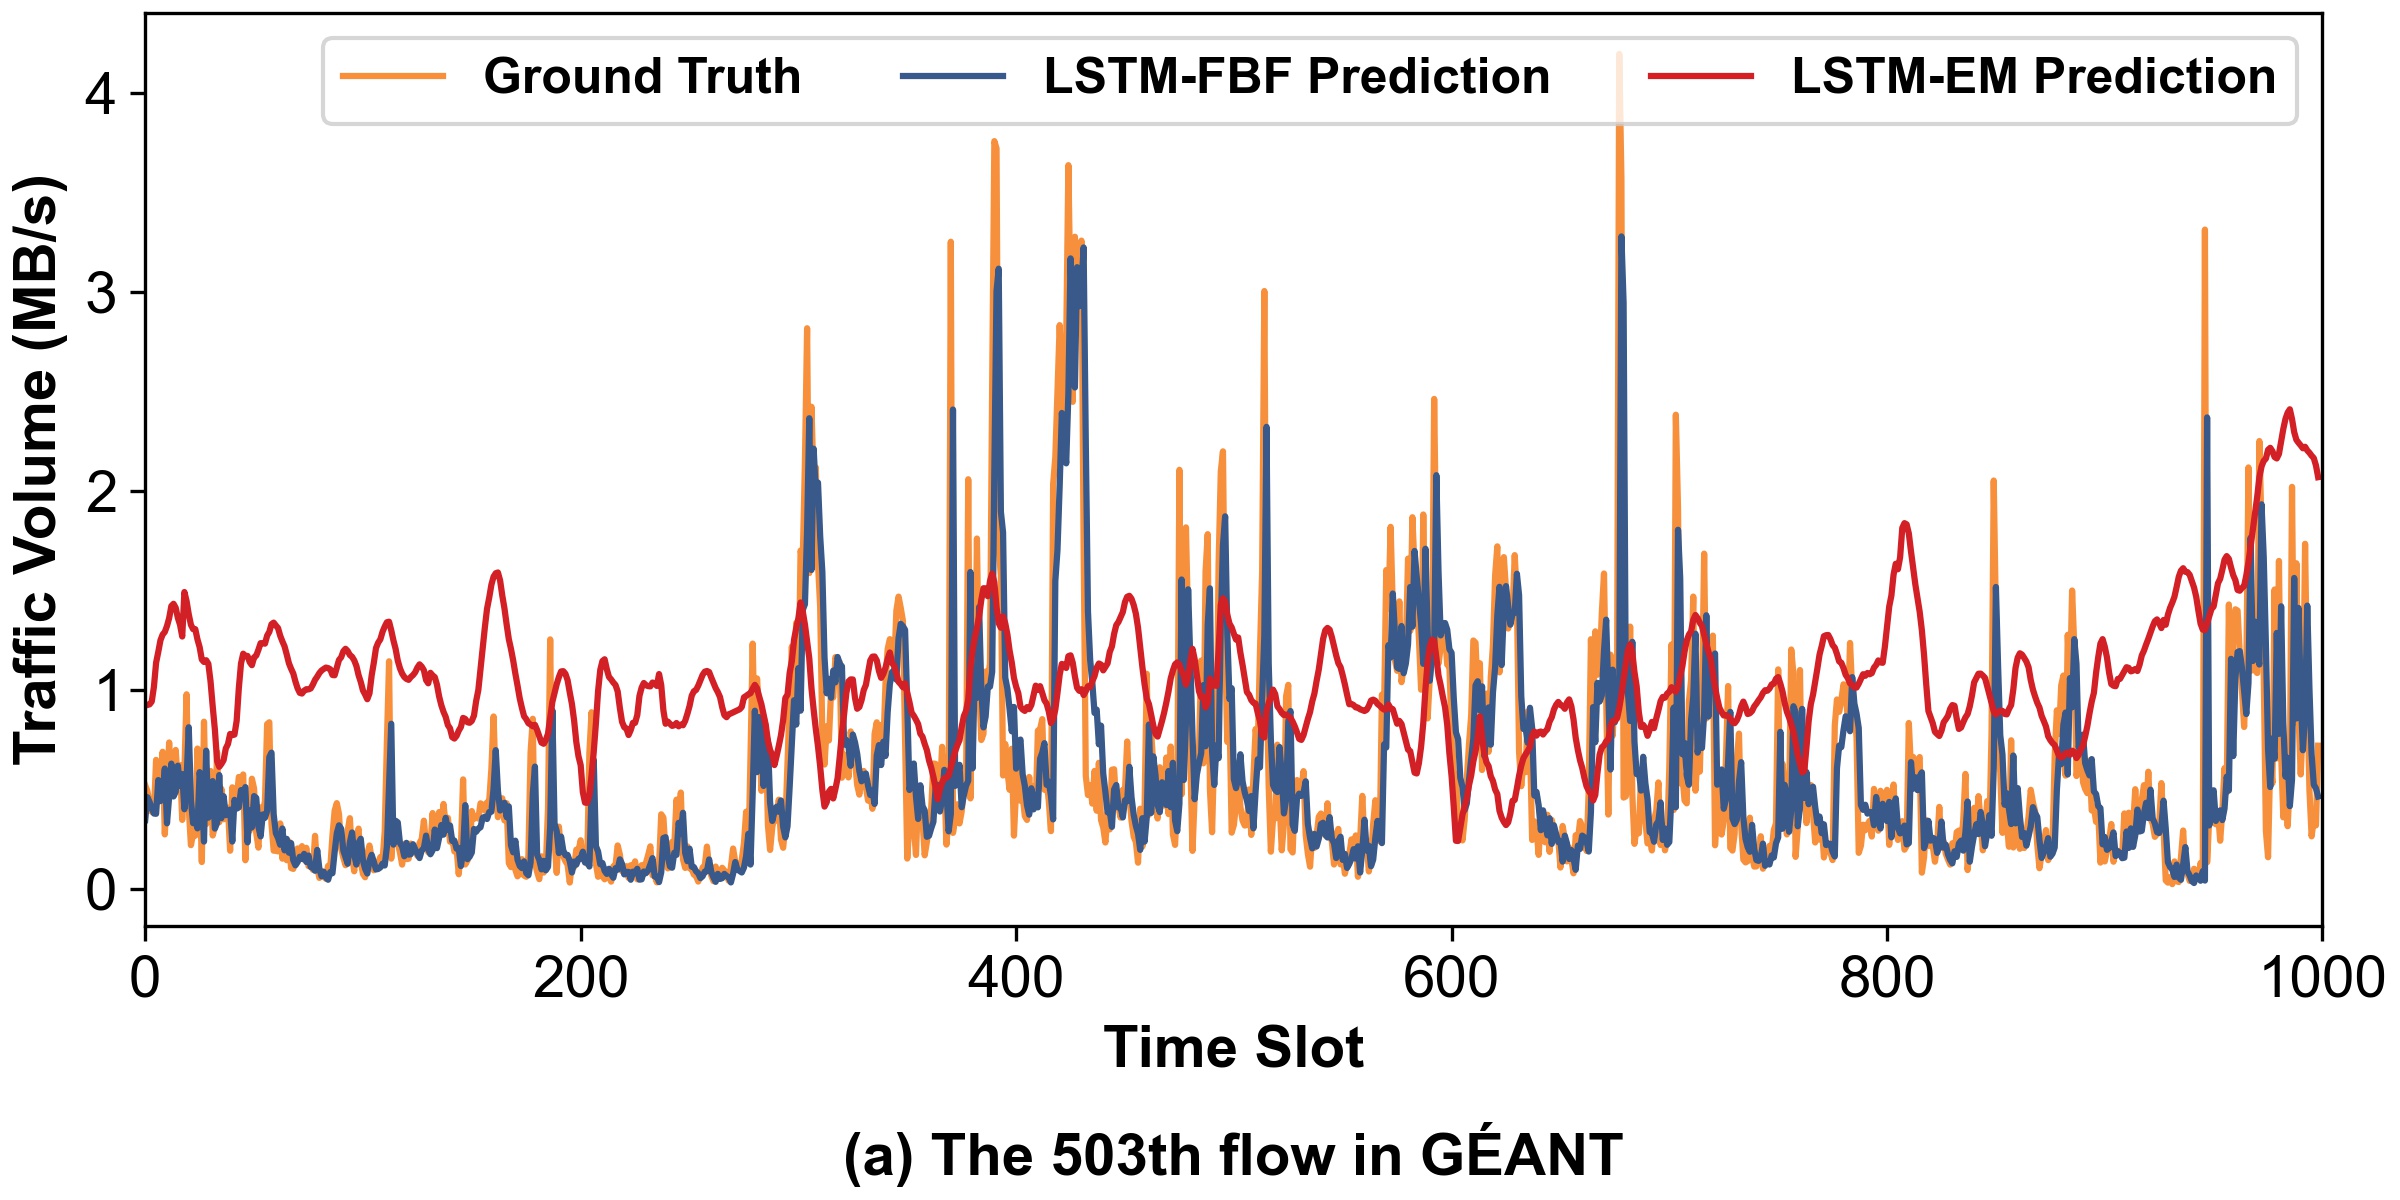 Ground Truth LSTM-FBF Prediction LSTM-EM Prediction
Traffic Volume (MB/s)
4
3
2
1
0
0 200 400 600 800 1000
Time Slot
(a) The 503th flow in GÉANT